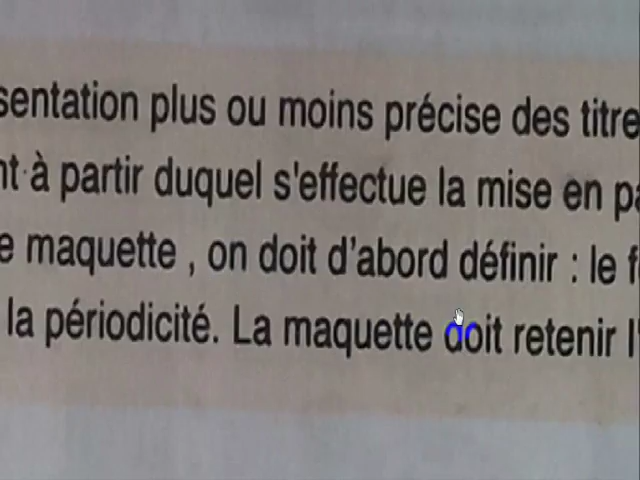 sentation plus ou moins précise des titre
nt à partir duquel s'effectue la mise en pa
e maquette , on doit d'abord définir : le f
la périodicité. La maquette doit retenir l'